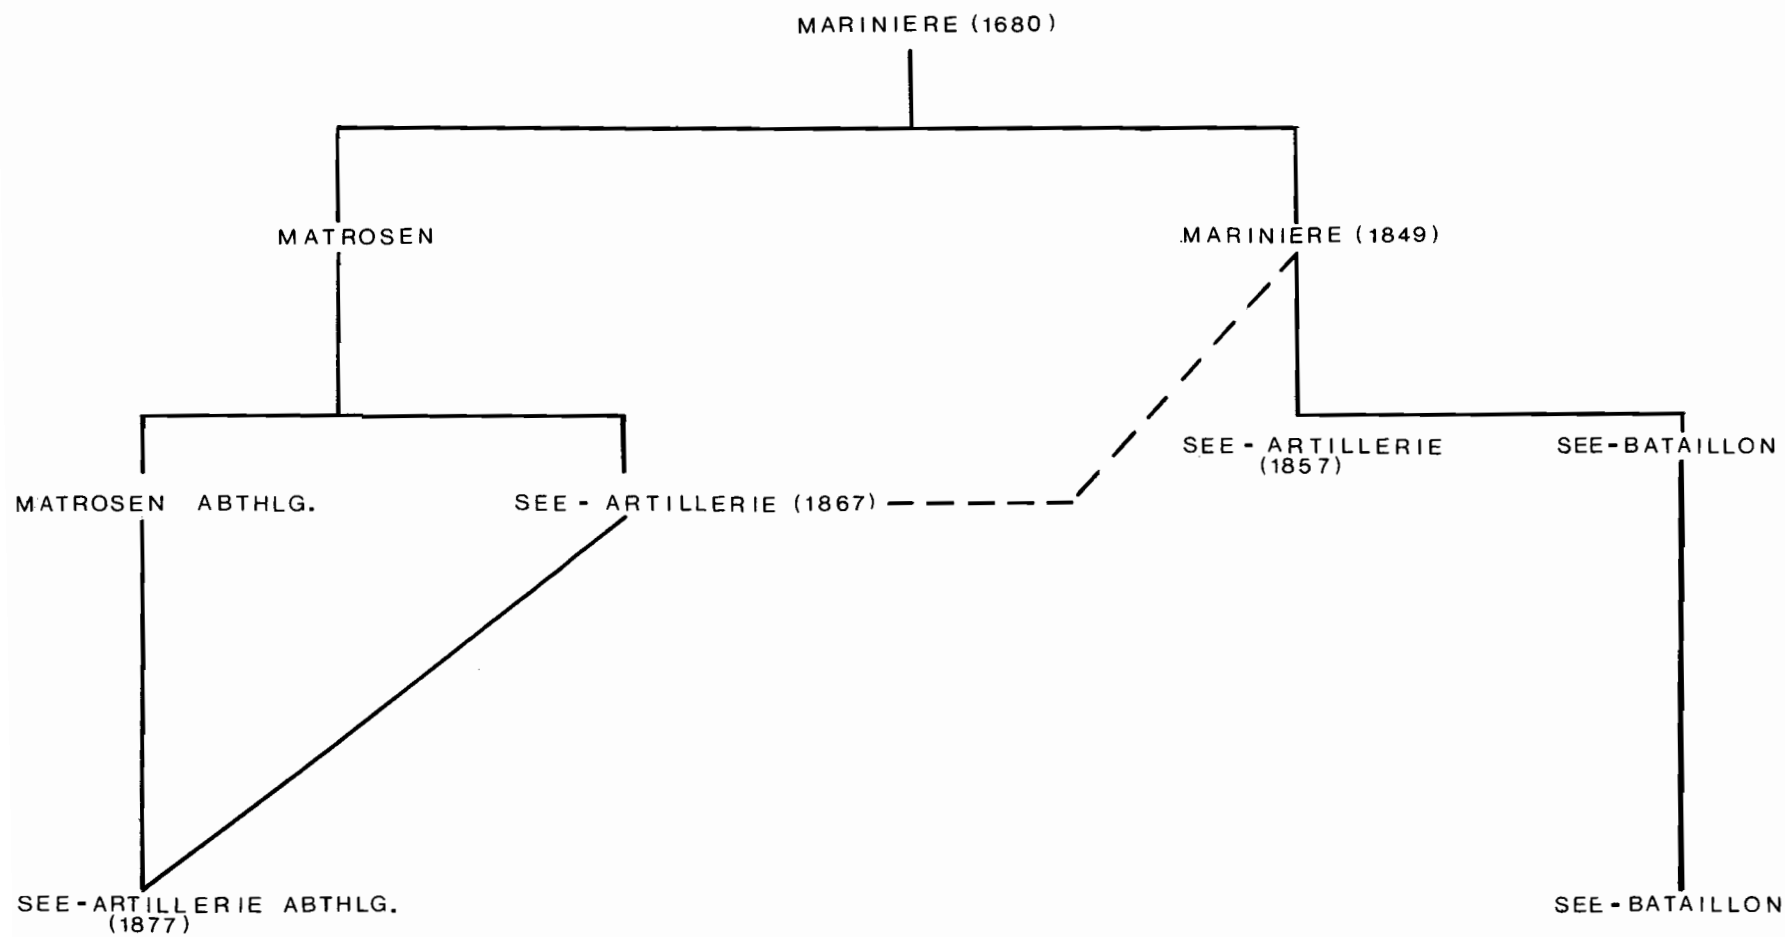 MARINIERE (1680)
MATROSEN
MARINIERE (1849)
SEE - ARTILLERIE
(1857)
SEE-BATAILLON
MATROSEN ABTHLG.
SEE - ARTILLERIE (1867)
SEE-ARTILLERIE ABTHLG.
(1877)
SEE-BATAILLON